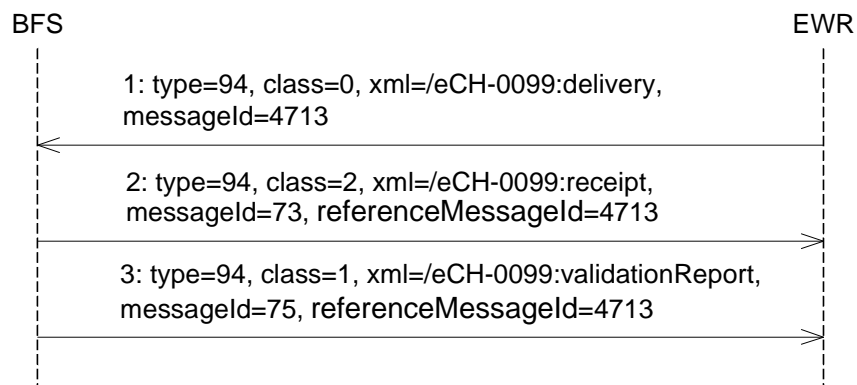 BFS EWR
1: type=94, class=0, xml=/eCH-0099:delivery,
messageId=4713
2: type=94, class=2, xml=/eCH-0099:receipt,
messageId=73, referenceMessageId=4713
3: type=94, class=1, xml=/eCH-0099:validationReport,
messageId=75, referenceMessageId=4713